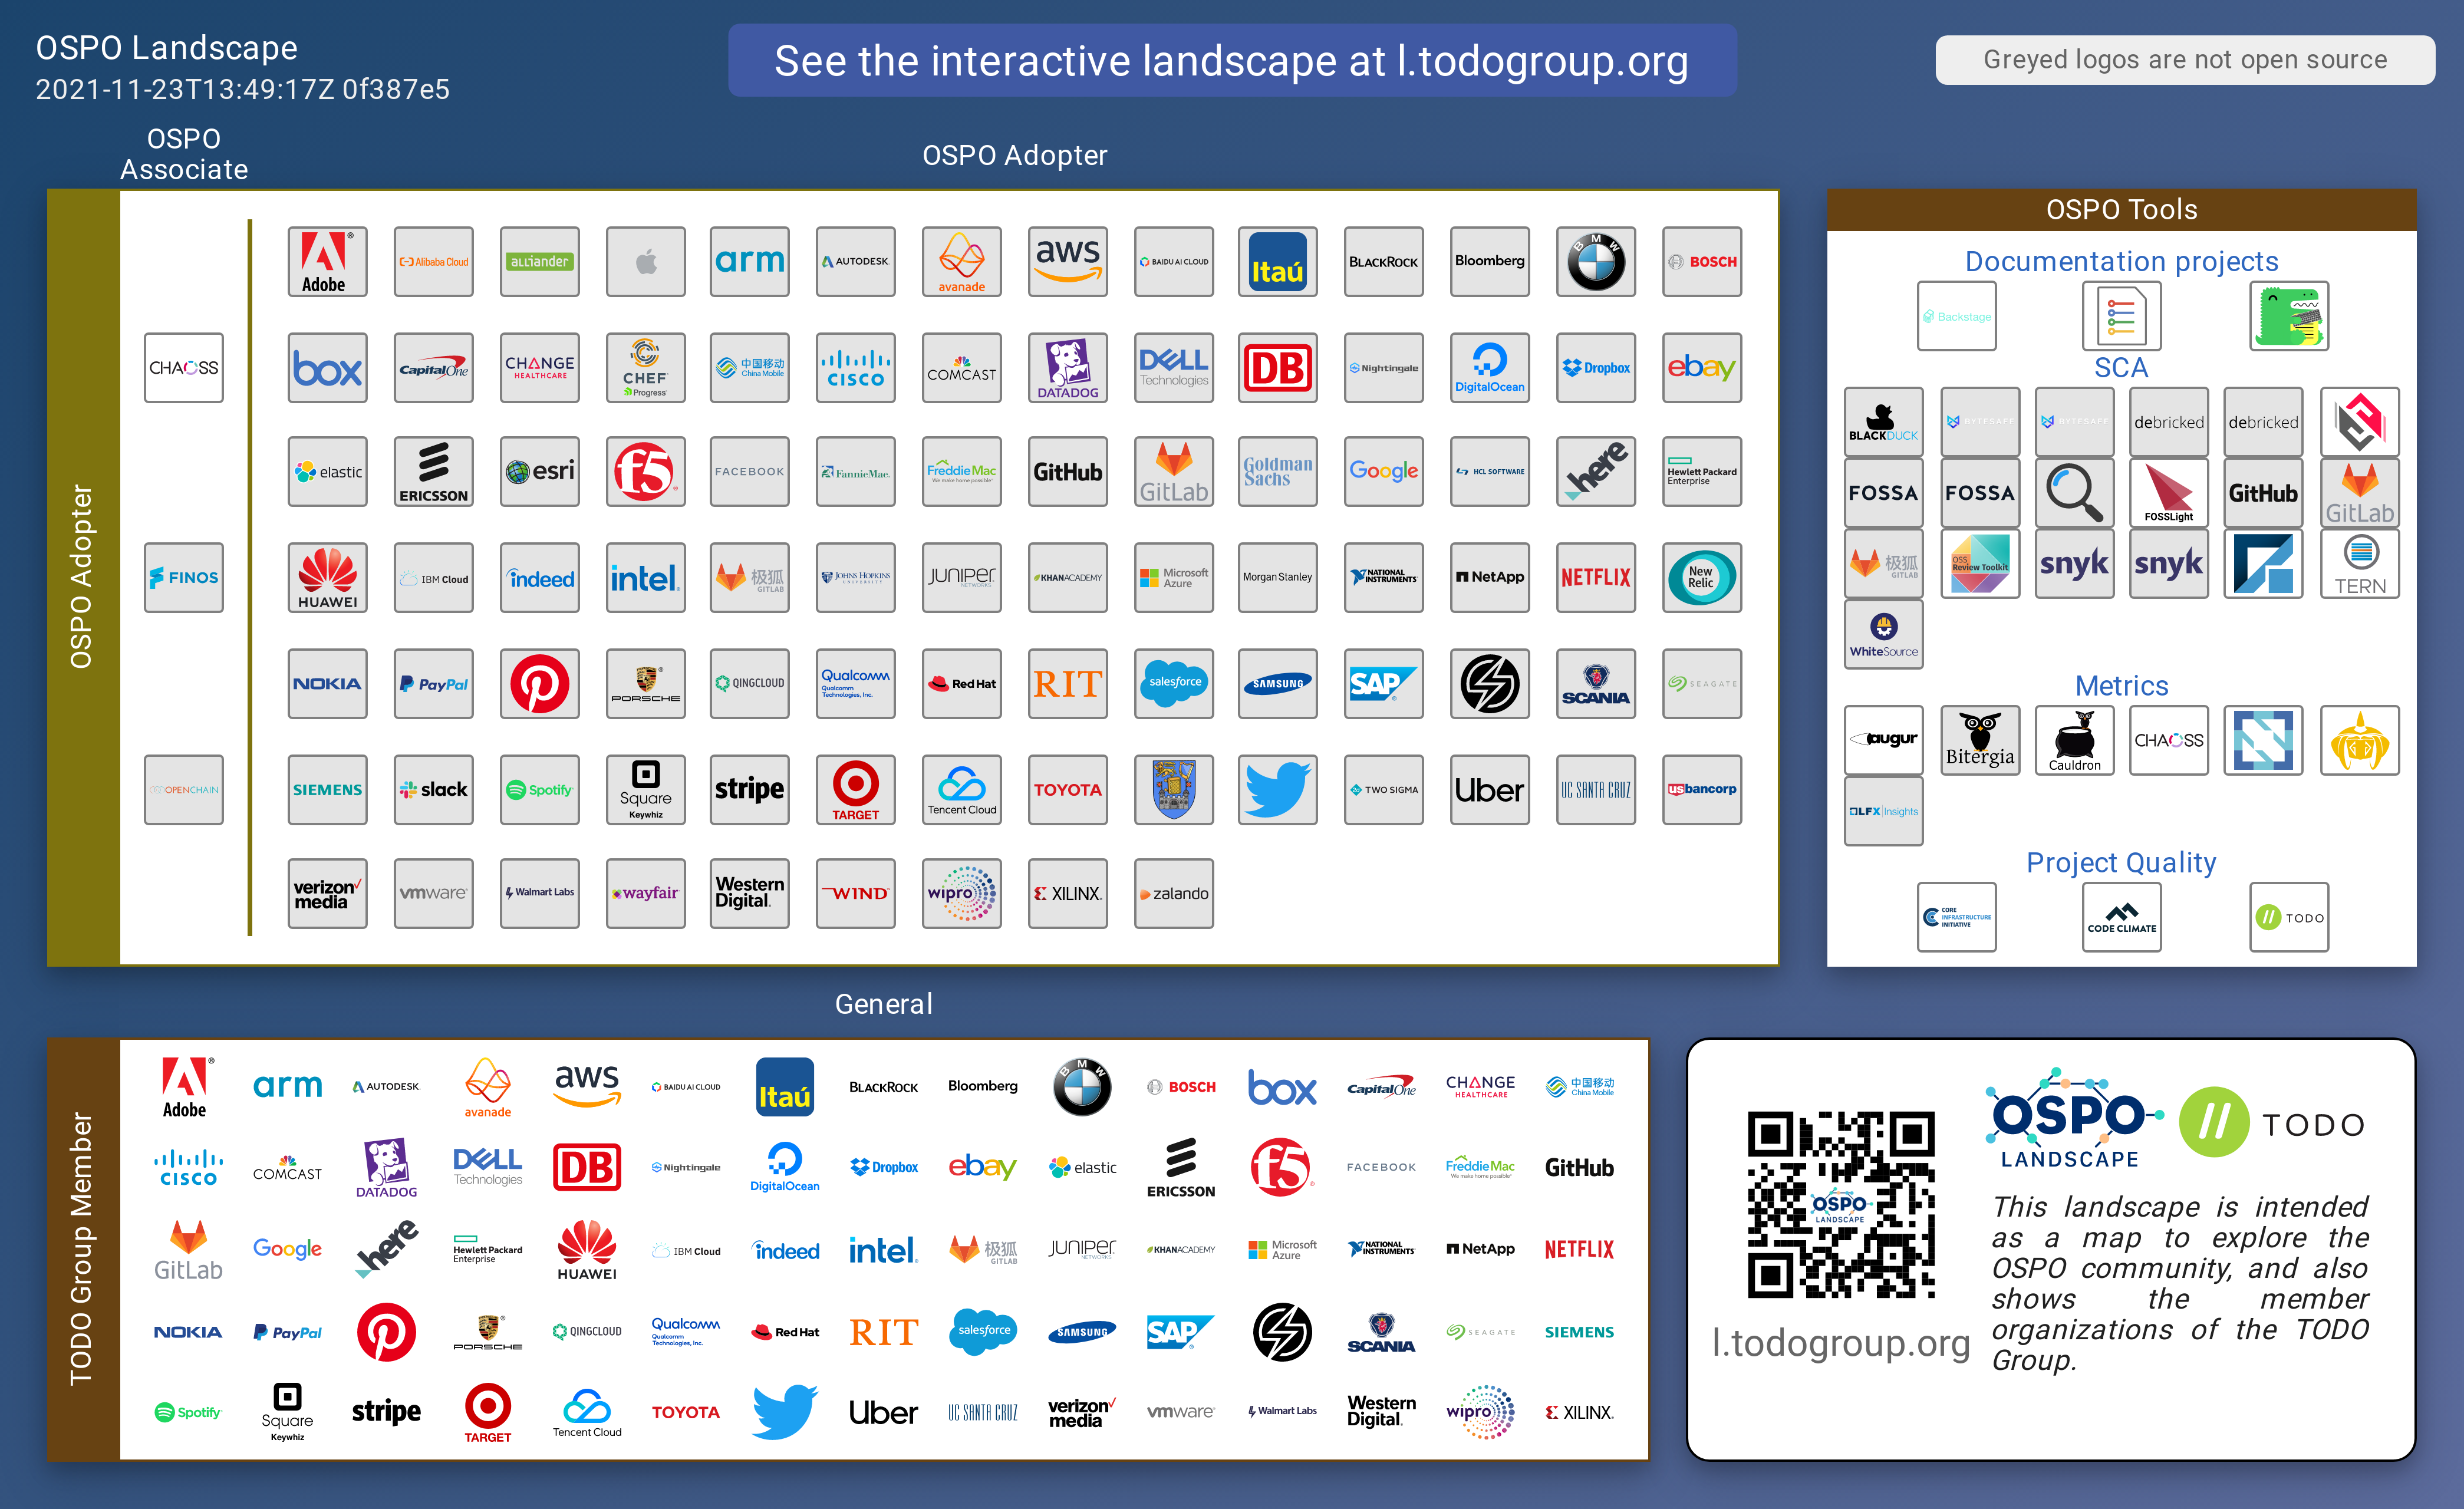 OSPO Landscape
2021-11-23T13:49:17Z 0f387e5
See the interactive landscape at l.todogroup.org
Greyed logos are not open source
OSPO
Associate
OSPO Adopter
OSPO Adopter
CHAOSS
FINOS
OPENCHAIN
Adobe
Alibaba Cloud
alliander
arm
AUTODESK
avanade
aws
BAIDU AI CLOUD
Itaú
BLACKROCK
Bloomberg
BMW
BOSCH
box
Capital One
CHANGE
HEALTHCARE
CHEF
Progress
中国移动
China Mobile
CISCO
COMCAST
DATADOG
DELL
Technologies
DB
Nightingale
DigitalOcean
Dropbox
ebay
elastic
ERICSSON
esri
f5
FACEBOOK
FannieMae
Freddie Mac
We make home possible
GitHub
GitLab
Goldman
Sachs
Google
HCL SOFTWARE
here
Hewlett Packard
Enterprise
HUAWEI
IBM Cloud
indeed
intel
极狐
GITLAB
JOHNS HOPKINS
UNIVERSITY
JUNIPER
NETWORKS
KHANACADEMY
Microsoft
Azure
Morgan Stanley
NATIONAL
INSTRUMENTS
NetApp
NETFLIX
New
Relic
NOKIA
PayPal
PORSCHE
QINGCLOUD
Qualcomm
Qualcomm
Technologies, Inc.
Red Hat
RIT
salesforce
SAMSUNG
SAP
SCANIA
SEAGATE
SIEMENS
slack
Spotify
Square
Keywhiz
stripe
TARGET
Tencent Cloud
TOYOTA
TWO SIGMA
Uber
UC SANTA CRUZ
usbancorp
verizon
media
vmware
Walmart Labs
wayfair
Western
Digital.
WIND
wipro
XILINX
zalando
OSPO Tools
Documentation projects
Backstage
SCA
BLACKDUCK
BYTESAFE
BYTESAFE
debricked
debricked
FOSSA
FOSSA
FOSSLight
GitHub
GitLab
极狐
GITLAB
OSS
Review Toolkit
snyk
snyk
TERN
WhiteSource
Metrics
augur
Bitergia
Cauldron
CHAOSS
LFX Insights
Project Quality
CORE
INFRASTRUCTURE
INITIATIVE
CODE CLIMATE
TODO
General
TODO Group Member
Adobe
arm
AUTODESK
avanade
aws
BAIDU AI CLOUD
Itaú
BLACKROCK
Bloomberg
BMW
BOSCH
box
Capital One
CHANGE
HEALTHCARE
中国移动
China Mobile
CISCO
COMCAST
DATADOG
DELL
Technologies
DB
Nightingale
DigitalOcean
Dropbox
ebay
elastic
ERICSSON
f5
FACEBOOK
Freddie Mac
We make home possible
GitHub
GitLab
Google
here
Hewlett Packard
Enterprise
HUAWEI
IBM Cloud
indeed
intel
极狐
GITLAB
JUNIPER
NETWORKS
KHANACADEMY
Microsoft
Azure
NATIONAL
INSTRUMENTS
NetApp
NETFLIX
NOKIA
PayPal
PORSCHE
QINGCLOUD
Qualcomm
Qualcomm
Technologies, Inc.
Red Hat
RIT
salesforce
SAMSUNG
SAP
SCANIA
SEAGATE
SIEMENS
Spotify
Square
Keywhiz
stripe
TARGET
Tencent Cloud
TOYOTA
Uber
UC SANTA CRUZ
verizon
media
vmware
Walmart Labs
Western
Digital.
wipro
XILINX
OSPO
LANDSCAPE
l.todogroup.org
OSPO
LANDSCAPE
TODO
This landscape is intended
as a map to explore the
OSPO community, and also
shows the member
organizations of the TODO
Group.